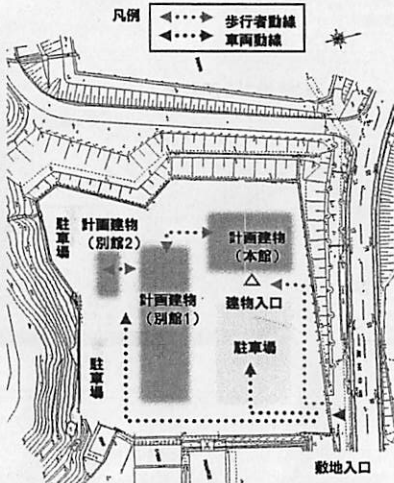 凡例
歩行者動線
車両動線
駐車場
計画建物
（別館2）
計画建物
（本館）
計画建物
（別館1）
建物入口
駐車場
駐車場
敷地入口